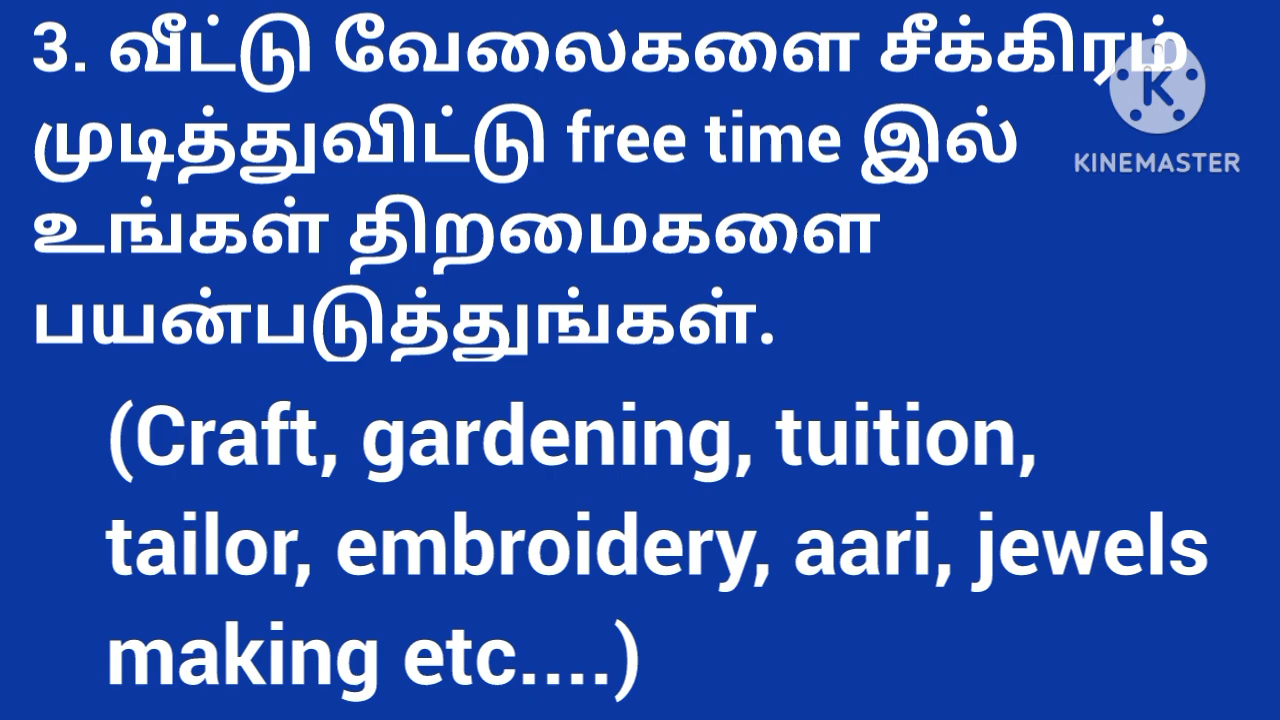 3. வீட்டு வேலைகளை சீக்கிரம்
முடித்துவிட்டு free time இல்
உங்கள் திறமைகளை
பயன்படுத்துங்கள்.
(Craft, gardening, tuition,
tailor, embroidery, aari, jewels
making etc....)
K
KINEMASTER